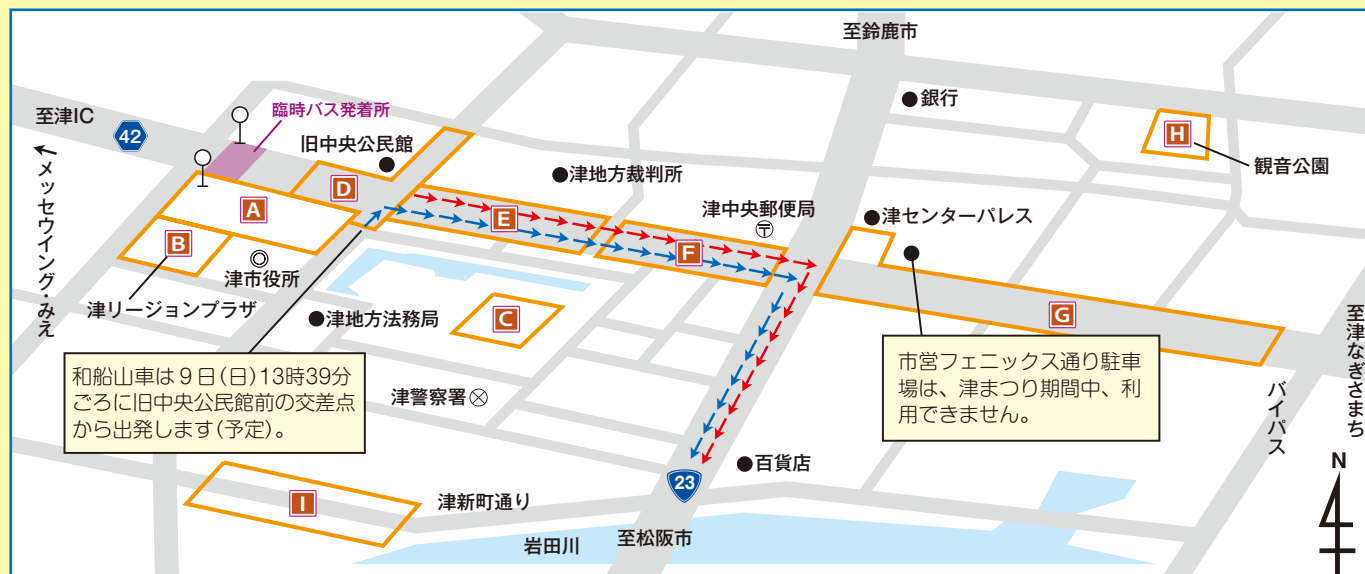 至鈴鹿市
銀行
H
観音公園
臨時バス発着所
至津IC
42
旧中央公民館
メッセウイング・みえ
D
津地方裁判所
A
E
津中央郵便局
〒
津センターパレス
B
F
津市役所
津リージョンプラザ
津地方法務局
C
G
至津なぎさまち
和船山車は9日(日)13時39分
ごろに旧中央公民館前の交差点
から出発します(予定)。
市営フェニックス通り駐車
場は、津まつり期間中、利
用できません。
津警察署
バイパス
百貨店
N
23
I
津新町通り
岩田川
至松阪市